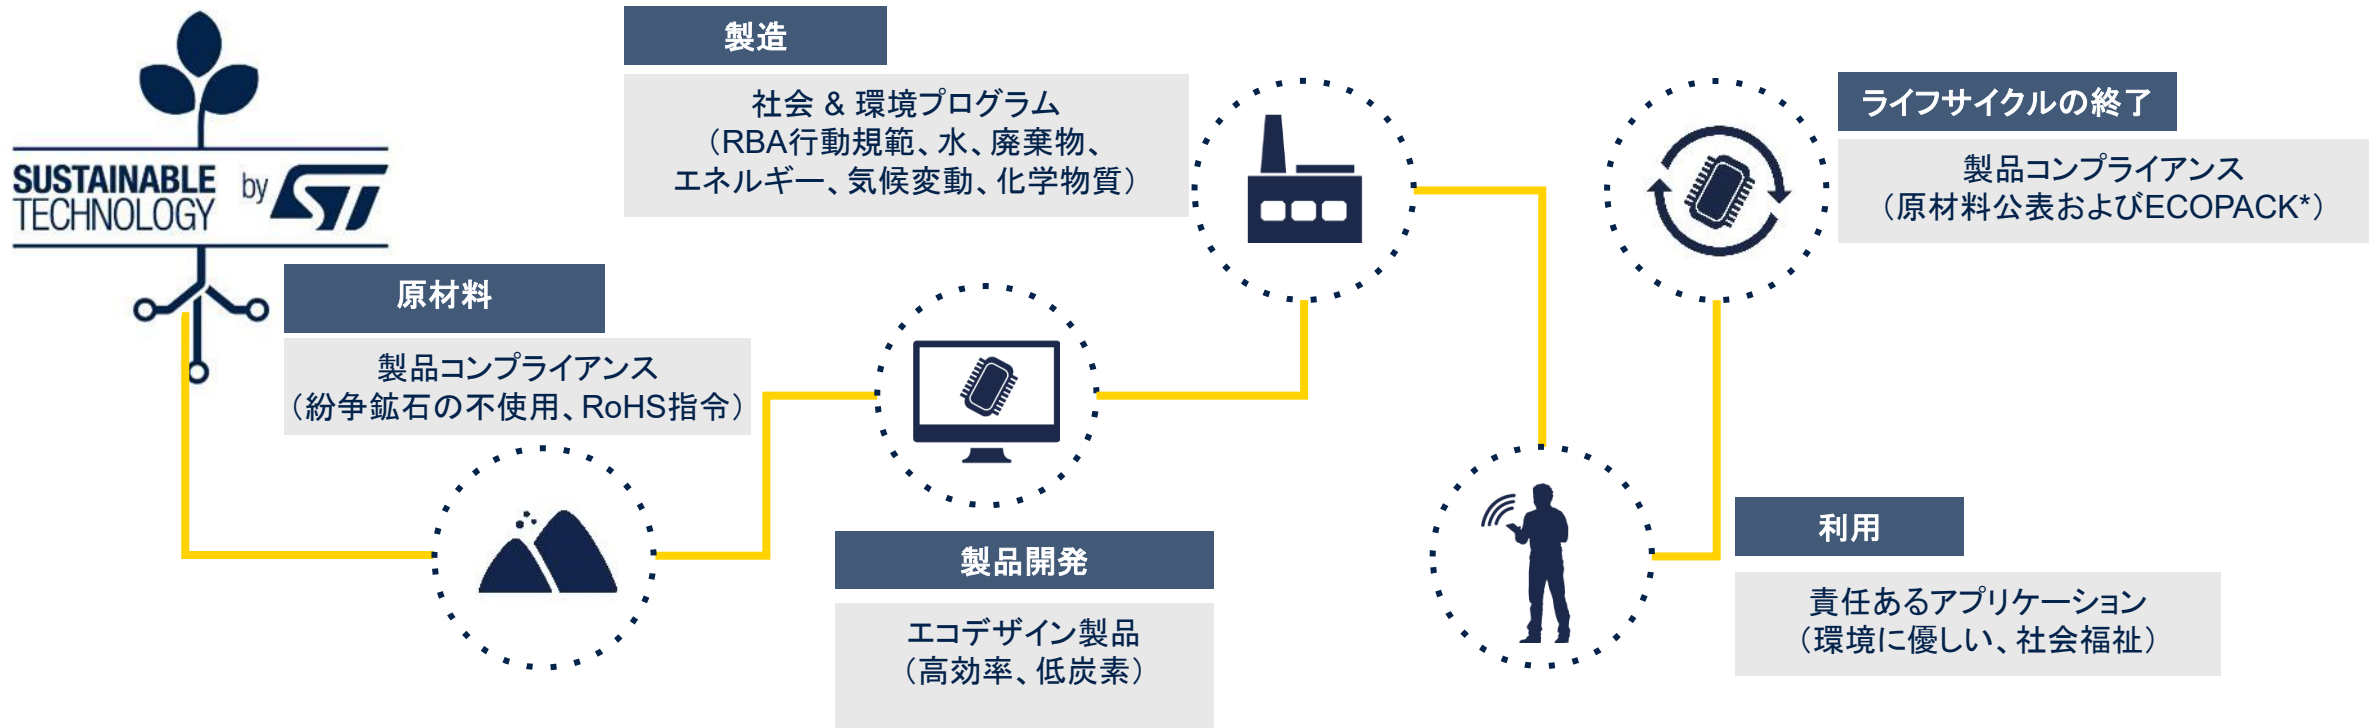 SUSTAINABLE
TECHNOLOGY
by
ST
原材料
製品コンプライアンス
（紛争鉱石の不使用、RoHS指令）
製品開発
エコデザイン製品
（高効率、低炭素）
製造
社会 & 環境プログラム
（RBA行動規範、水、廃棄物、
エネルギー、気候変動、化学物質）
利用
責任あるアプリケーション
（環境に優しい、社会福祉）
ライフサイクルの終了
製品コンプライアンス
（原材料公表およびECOPACK*）